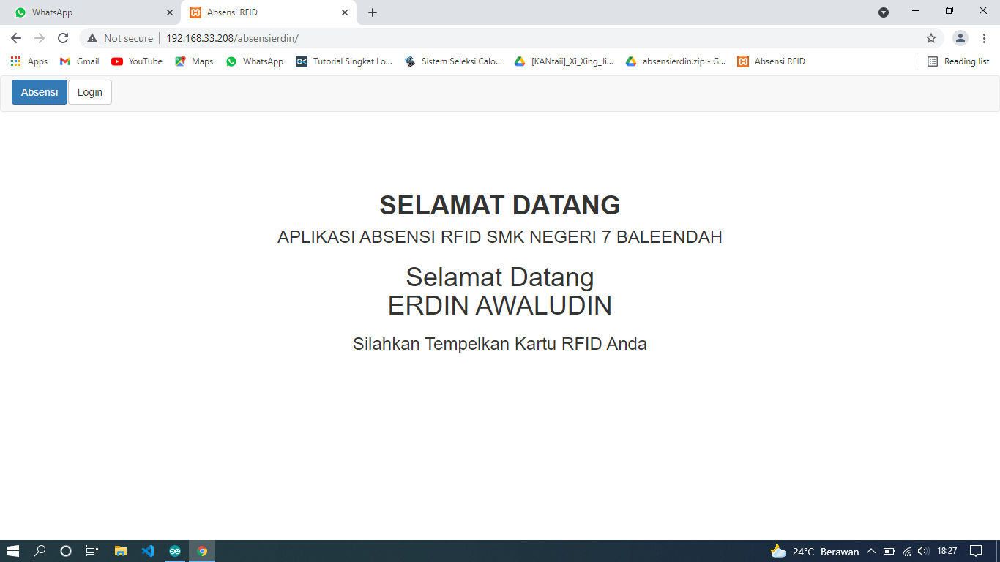 WhatsApp
Absensi RFID
Not secure 192.168.33.208/absensierdin/
Apps Gmail YouTube Maps WhatsApp Tutorial Singkat Lo... Sistem Seleksi Calo... [KANtaii]_Xi_Xing_Ji... absensierdin.zip - G... Absensi RFID Reading list
Absensi Login
SELAMAT DATANG
APLIKASI ABSENSI RFID SMK NEGERI 7 BALEENDAH
Selamat Datang
ERDIN AWALUDIN
Silahkan Tempelkan Kartu RFID Anda
24°C Berawan 18:27